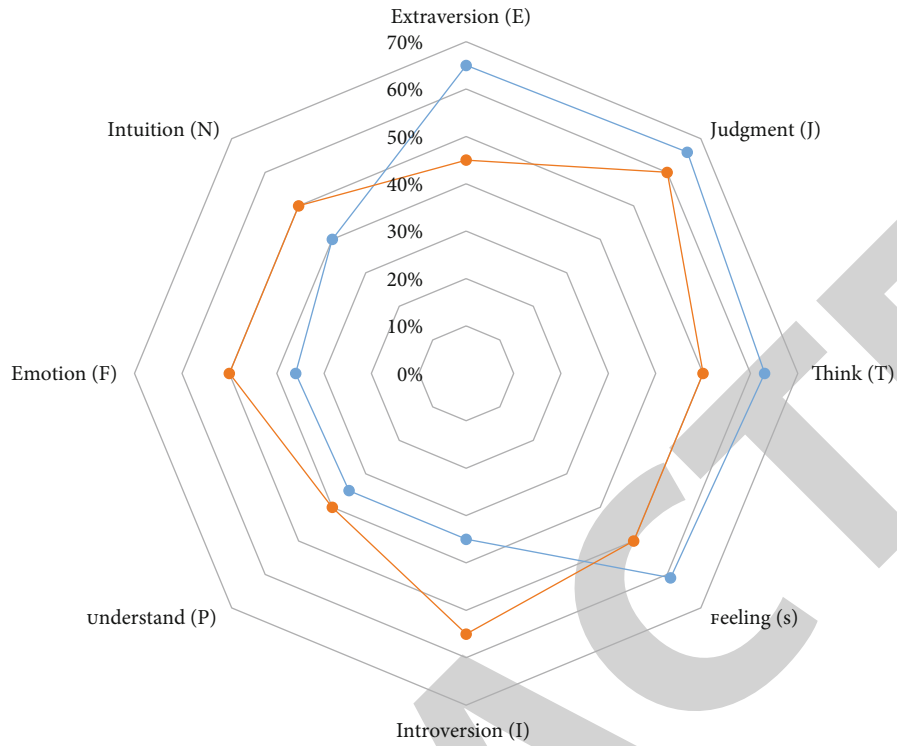 Extraversion (E)
70%
60%
Intuition (N)
Judgment (J)
50%
40%
30%
20%
10%
Emotion (F)
0%
Think (T)
understand (P)
Feeling (s)
Introversion (I)